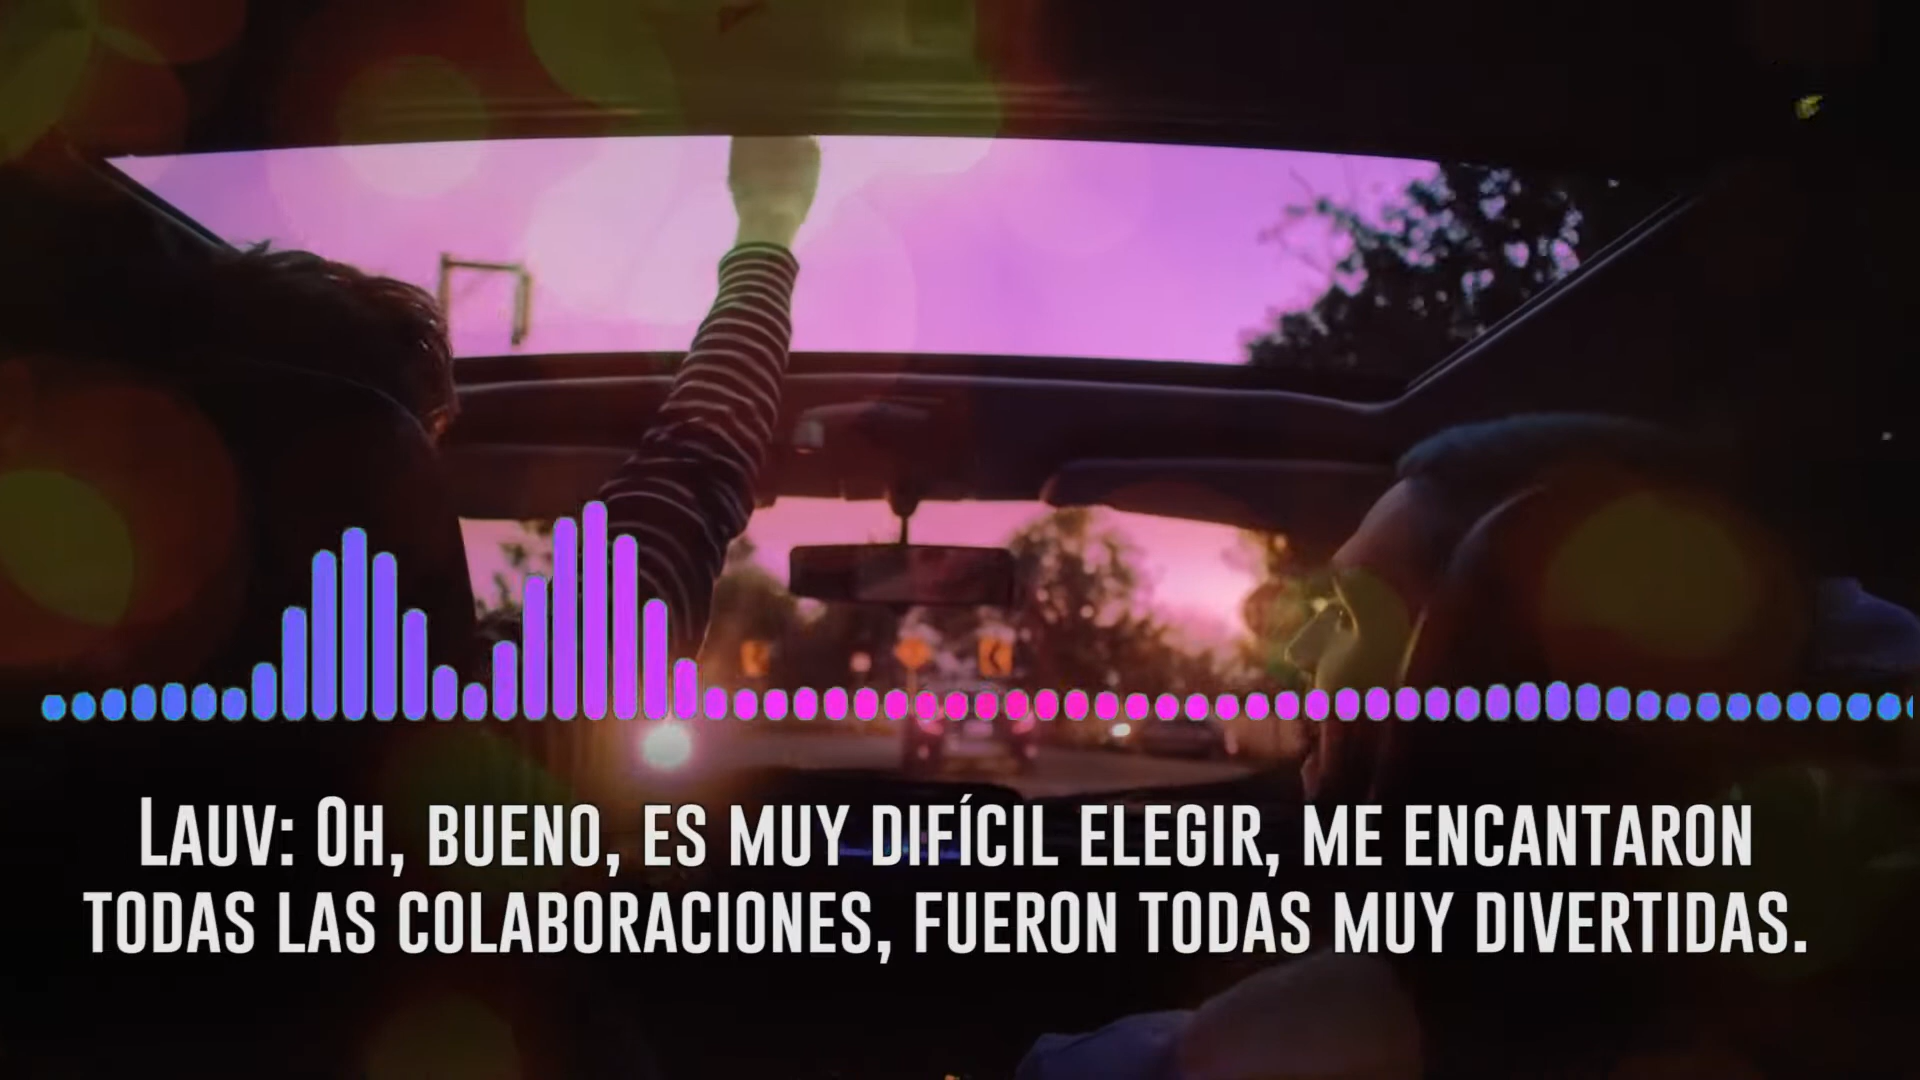 LAUV: OH, BUENO, ES MUY DIFÍCIL ELEGIR, ME ENCANTARON
TODAS LAS COLABORACIONES, FUERON TODAS MUY DIVERTIDAS.